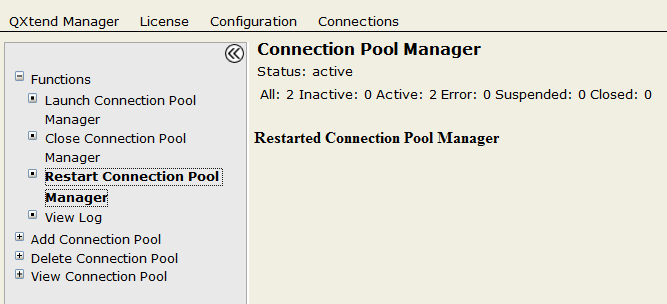 QXtend Manager License Configuration Connections
Connection Pool Manager
Status: active
All: 2 Inactive: 0 Active: 2 Error: 0 Suspended: 0 Closed: 0
Restarted Connection Pool Manager
Functions
Launch Connection Pool
Manager
Close Connection Pool
Manager
Restart Connection Pool
Manager
View Log
Add Connection Pool
Delete Connection Pool
View Connection Pool